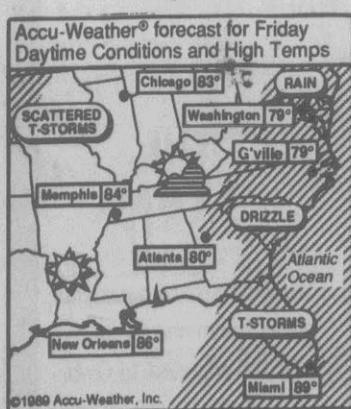 Accu-Weather® forecast for Friday
Daytime Conditions and High Temps
Chicago 83°
RAIN
SCATTERED
T-STORMS
Washington 79°
G'ville 79°
Memphis 84°
DRIZZLE
Atlanta 80°
Atlantic
Ocean
T-STORMS
New Orleans 86°
Miami 89°
©1989 Accu-Weather, Inc.